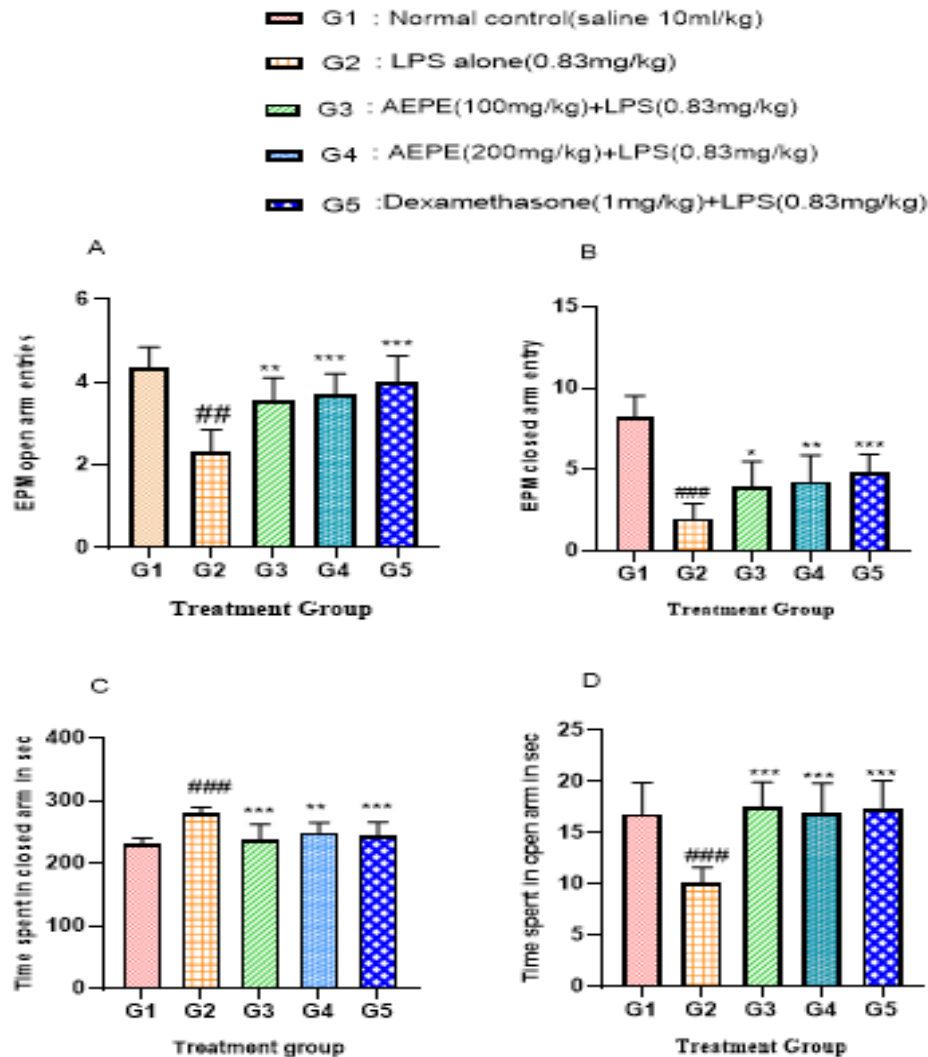 G1 : Normal control(saline 10ml/kg)
G2 : LPS alone(0.83mg/kg)
G3 : AEPE(100mg/kg)+LPS(0.83mg/kg)
G4 : AEPE(200mg/kg)+LPS(0.83mg/kg)
G5 :Dexamethasone(1mg/kg)+LPS(0.83mg/kg)
A
EPM open arm entries
6
4
2
0
##
**
***
***
G1 G2 G3 G4 G5
Treatment Group
B
EPM closed arm entry
15
10
5
0
###
*
**
***
G1 G2 G3 G4 G5
Treatment Group
C
Time spent in closed arm in sec
400
300
200
100
0
###
***
**
***
G1 G2 G3 G4 G5
Treatment group
D
Time spent in open arm in sec
25
20
15
10
5
0
###
***
***
***
G1 G2 G3 G4 G5
Treatment Group